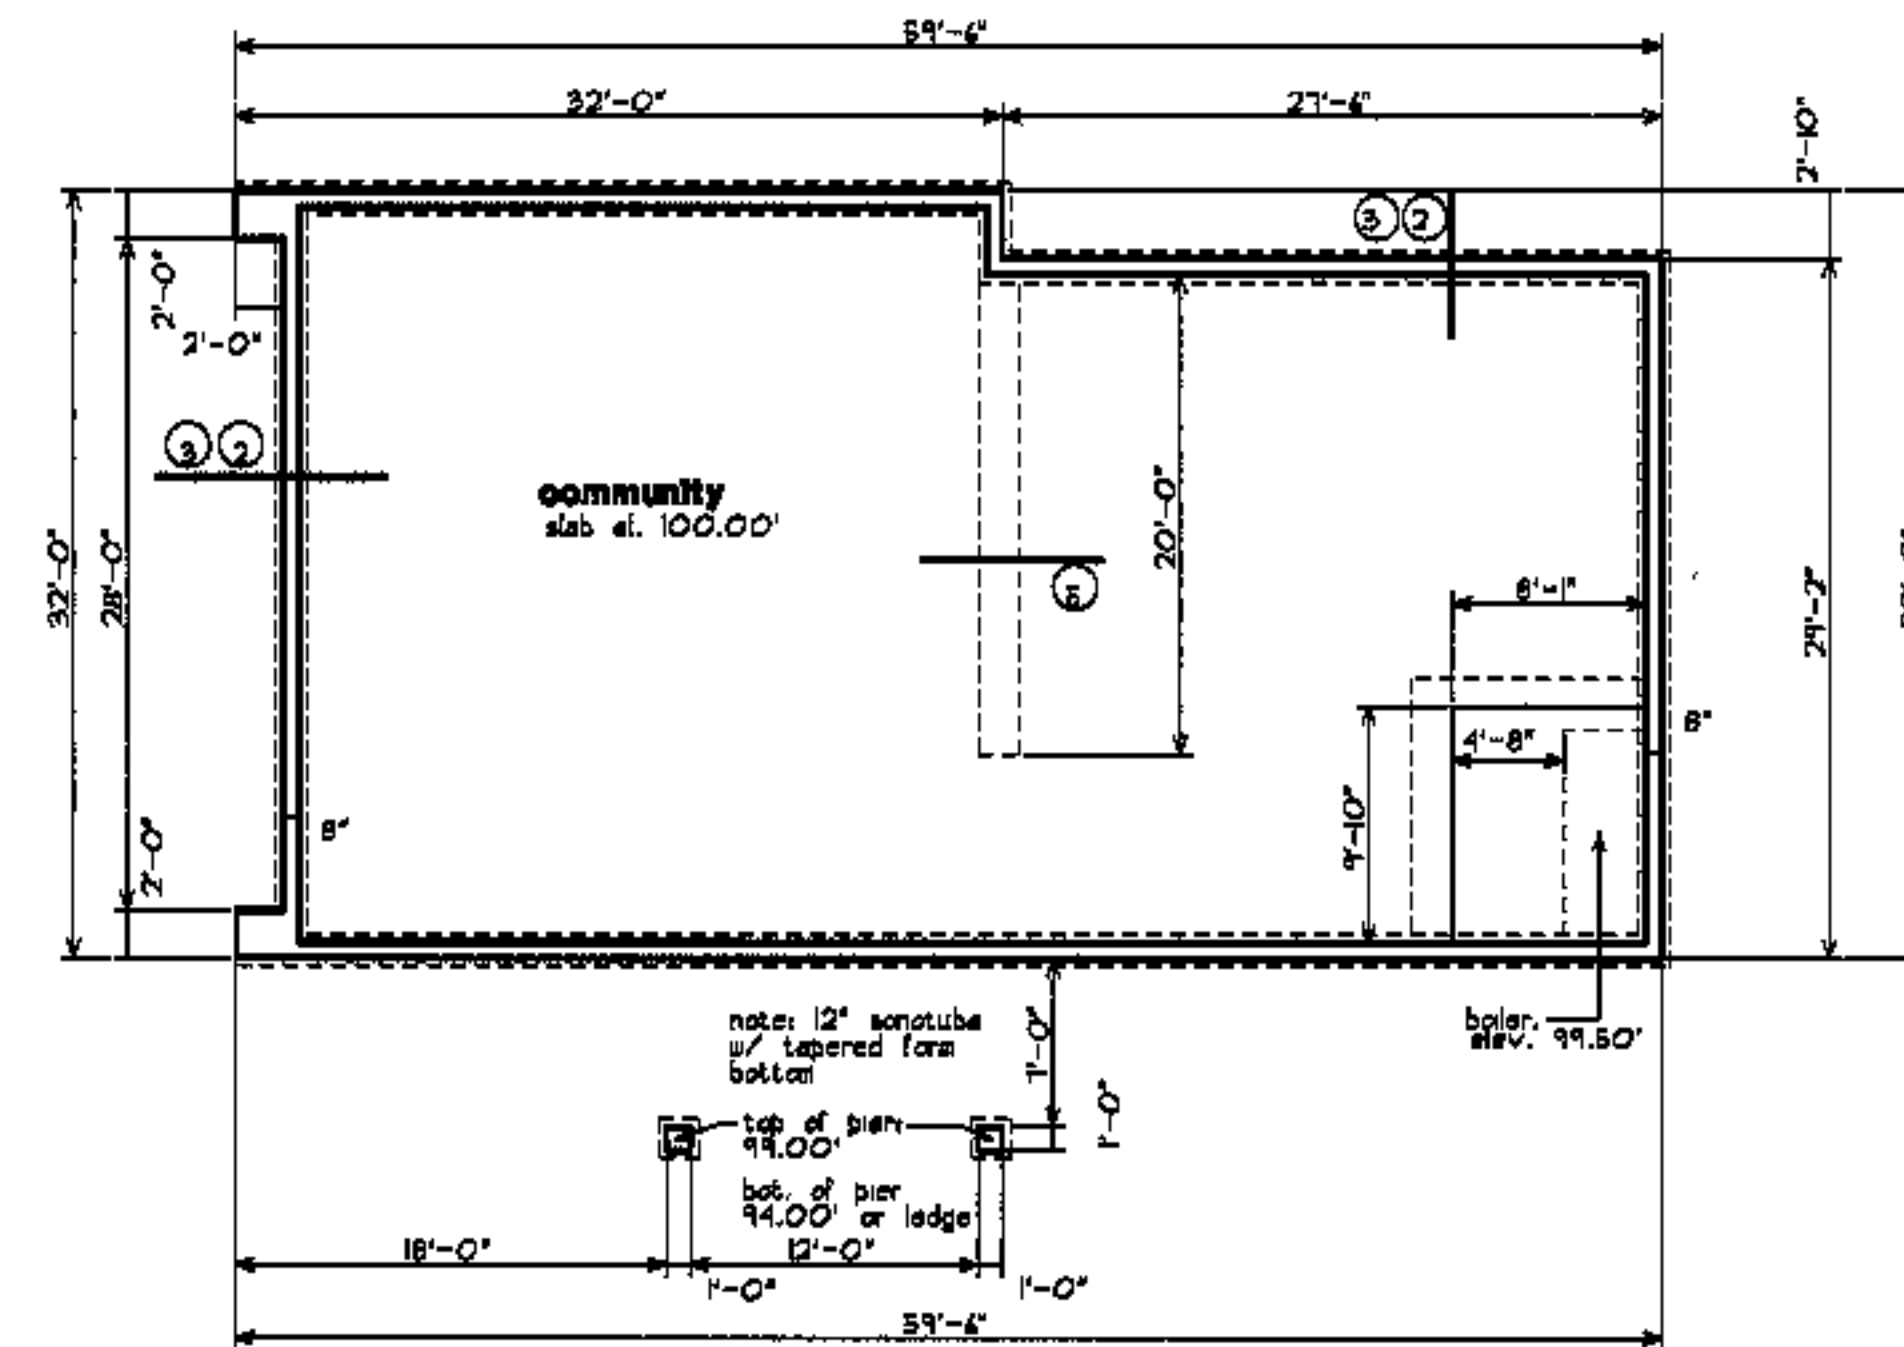 59'-6"
32'-0"
27'-6"
2'-10"
3 2
2'-0"
2'-0"
3 2
community
slab el. 100.00'
32'-0"
28'-0"
20'-0"
29'-2"
8'-1"
8"
4'-8"
9'-10"
8"
2'-0"
note: 12" sonotube
w/ tapered form
bottom
7'-0"
1'-0"
boiler.
elev. 99.50'
top of pier:
99.00'
bot. of pier
94.00' or ledge
18'-0"
12'-0"
1'-0"
1'-0"
59'-6"